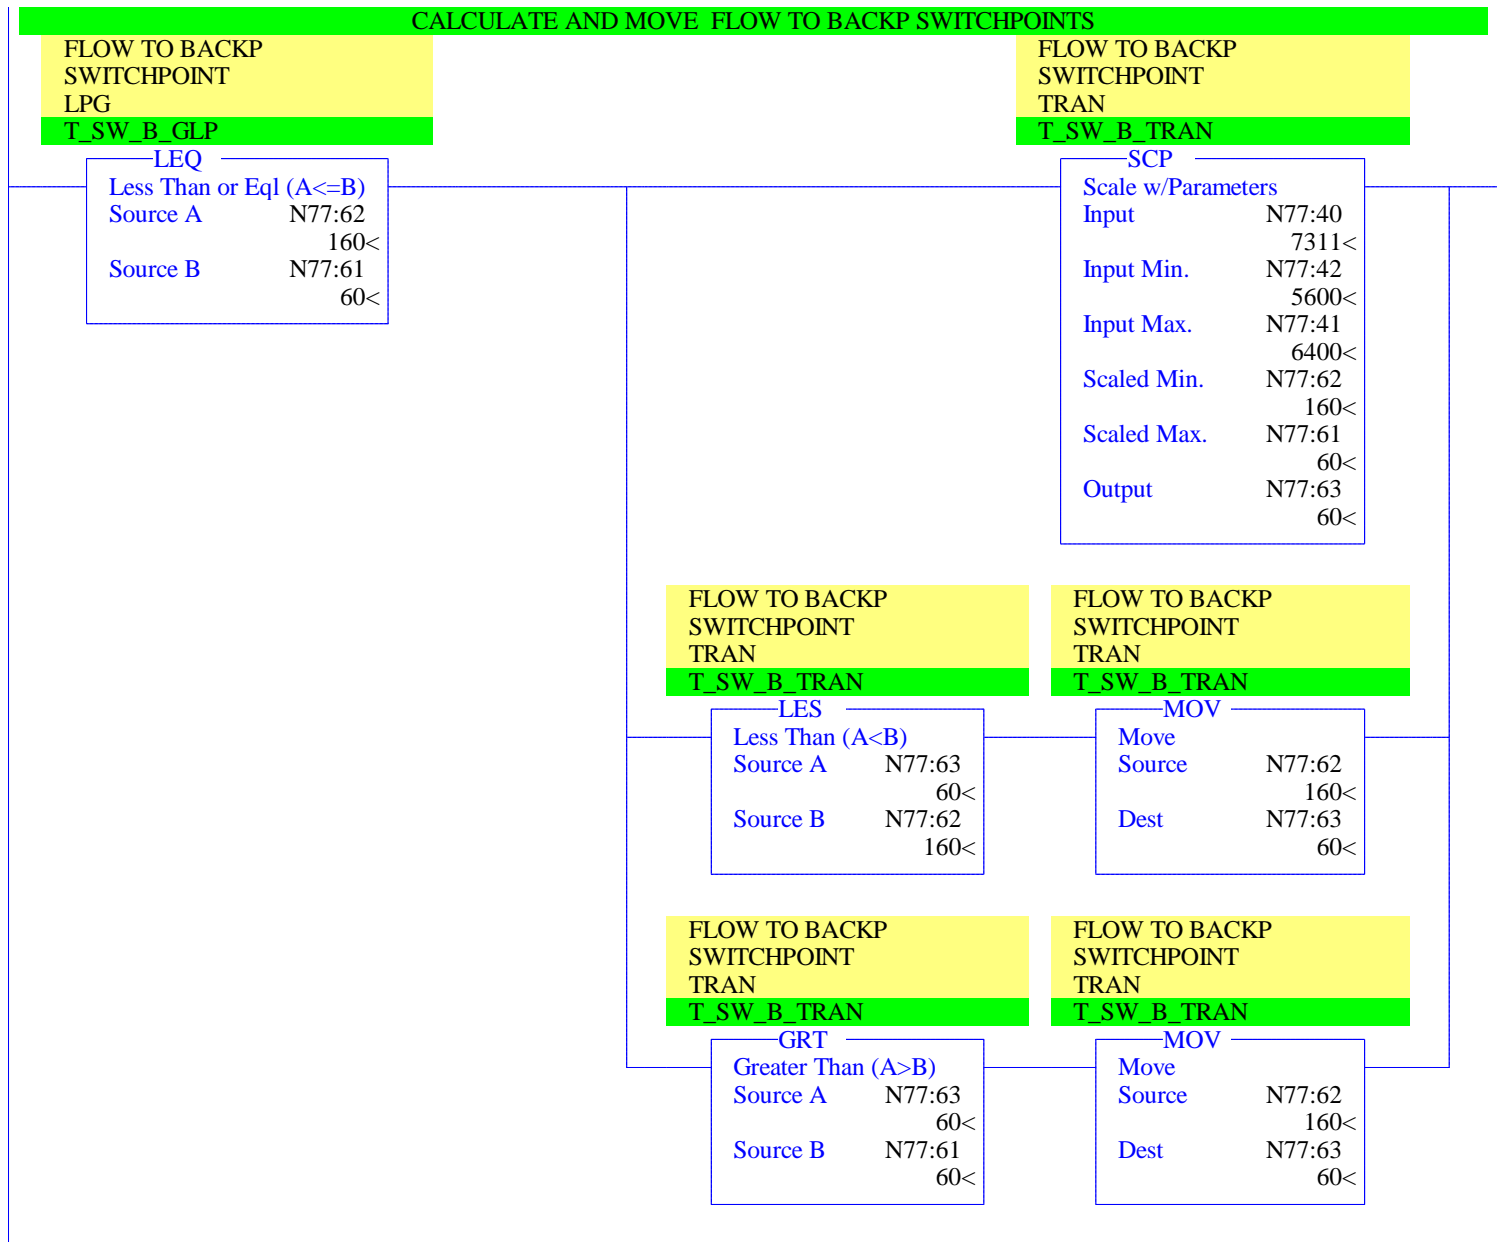 CALCULATE AND MOVE FLOW TO BACKP SWITCHPOINTS
FLOW TO BACKP
SWITCHPOINT
LPG
T_SW_B_GLP
LEQ
Less Than or Eql (A<=B)
Source A N77:62
160<
Source B N77:61
60<
FLOW TO BACKP
SWITCHPOINT
TRAN
T_SW_B_TRAN
SCP
Scale w/Parameters
Input N77:40
7311<
Input Min. N77:42
5600<
Input Max. N77:41
6400<
Scaled Min. N77:62
160<
Scaled Max. N77:61
60<
Output N77:63
60<
FLOW TO BACKP
SWITCHPOINT
TRAN
T_SW_B_TRAN
LES
Less Than (A<B)
Source A N77:63
60<
Source B N77:62
160<
FLOW TO BACKP
SWITCHPOINT
TRAN
T_SW_B_TRAN
MOV
Move
Source N77:62
160<
Dest N77:63
60<
FLOW TO BACKP
SWITCHPOINT
TRAN
T_SW_B_TRAN
GRT
Greater Than (A>B)
Source A N77:63
60<
Source B N77:61
60<
FLOW TO BACKP
SWITCHPOINT
TRAN
T_SW_B_TRAN
MOV
Move
Source N77:62
160<
Dest N77:63
60<